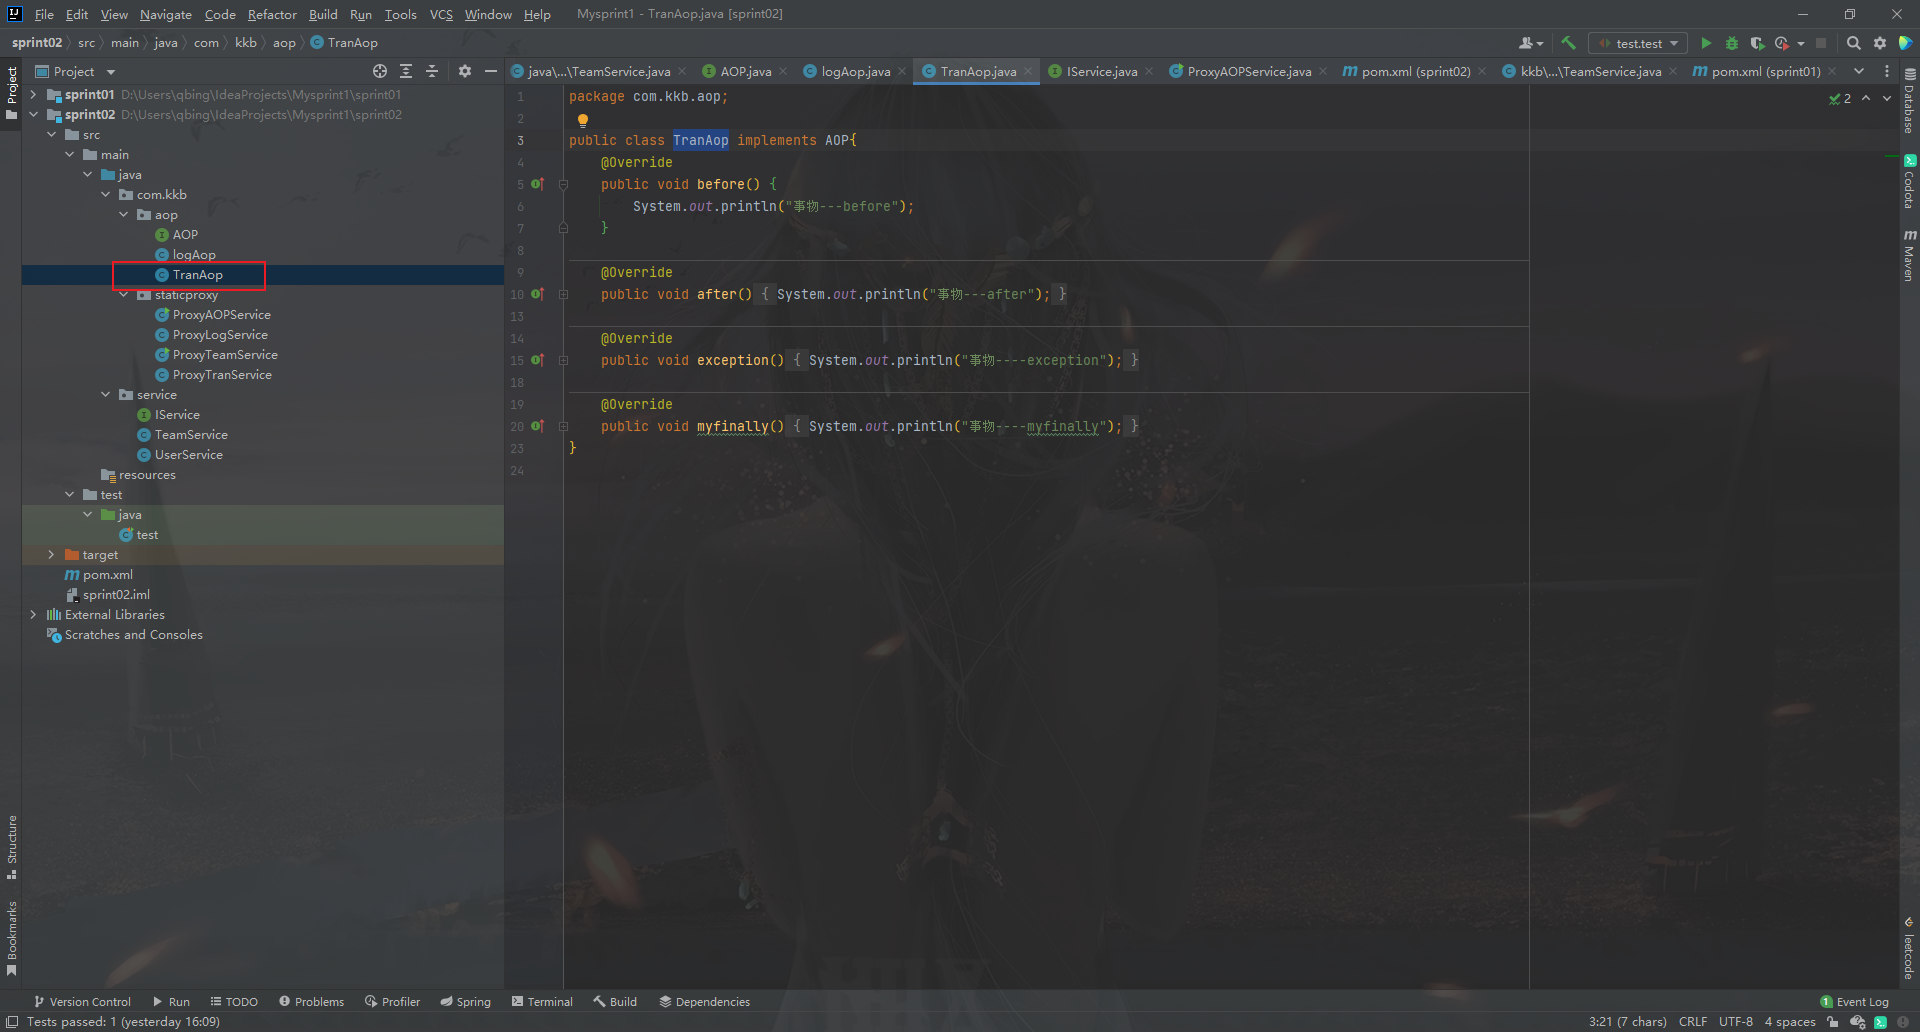 File Edit View Navigate Code Refactor Build Run Tools VCS Window Help Mysprint1 - TranAop.java [sprint02]
sprint02 src main java com kkb aop TranAop
test.test
Project
java\...\TeamService.java AOP.java logAop.java TranAop.java IService.java ProxyAOPService.java pom.xml (sprint02) kkb\...\TeamService.java pom.xml (sprint01)
Project
sprint01 D:\Users\qbing\IdeaProjects\Mysprint1\sprint01
sprint02 D:\Users\qbing\IdeaProjects\Mysprint1\sprint02
src
main
java
com.kkb
aop
AOP
logAop
TranAop
staticproxy
ProxyAOPService
ProxyLogService
ProxyTeamService
ProxyTranService
service
IService
TeamService
UserService
resources
test
java
test
target
pom.xml
sprint02.iml
External Libraries
Scratches and Consoles
Structure
Bookmarks
1 package com.kkb.aop;
2
3 public class TranAop implements AOP{
4 @Override
5 public void before() {
6 System.out.println("事物---before");
7 }
8
9 @Override
10 public void after() { System.out.println("事物---after"); }
13
14 @Override
15 public void exception() { System.out.println("事物----exception"); }
18
19 @Override
20 public void myfinally() { System.out.println("事物----myfinally"); }
23 }
24
2
Database
Codota
Maven
leetcode
Version Control Run TODO Problems Profiler Spring Terminal Build Dependencies 1 Event Log
Tests passed: 1 (yesterday 16:09) 3:21 (7 chars) CRLF UTF-8 4 spaces